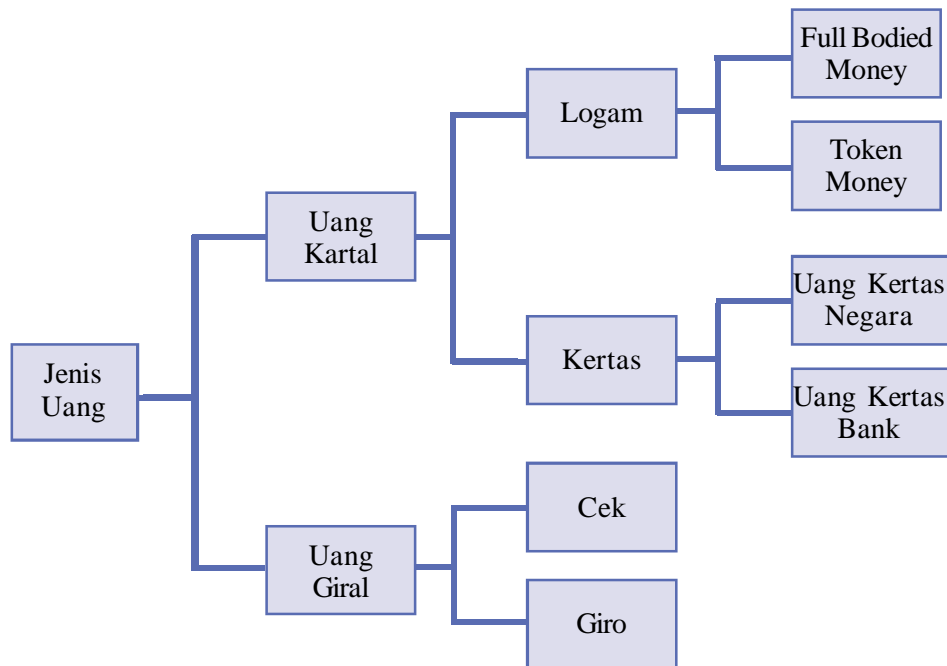 Full Bodied
Money
Logam
Token
Money
Uang
Kartal
Uang Kertas
Negara
Kertas
Jenis
Uang
Uang Kertas
Bank
Cek
Uang
Giral
Giro